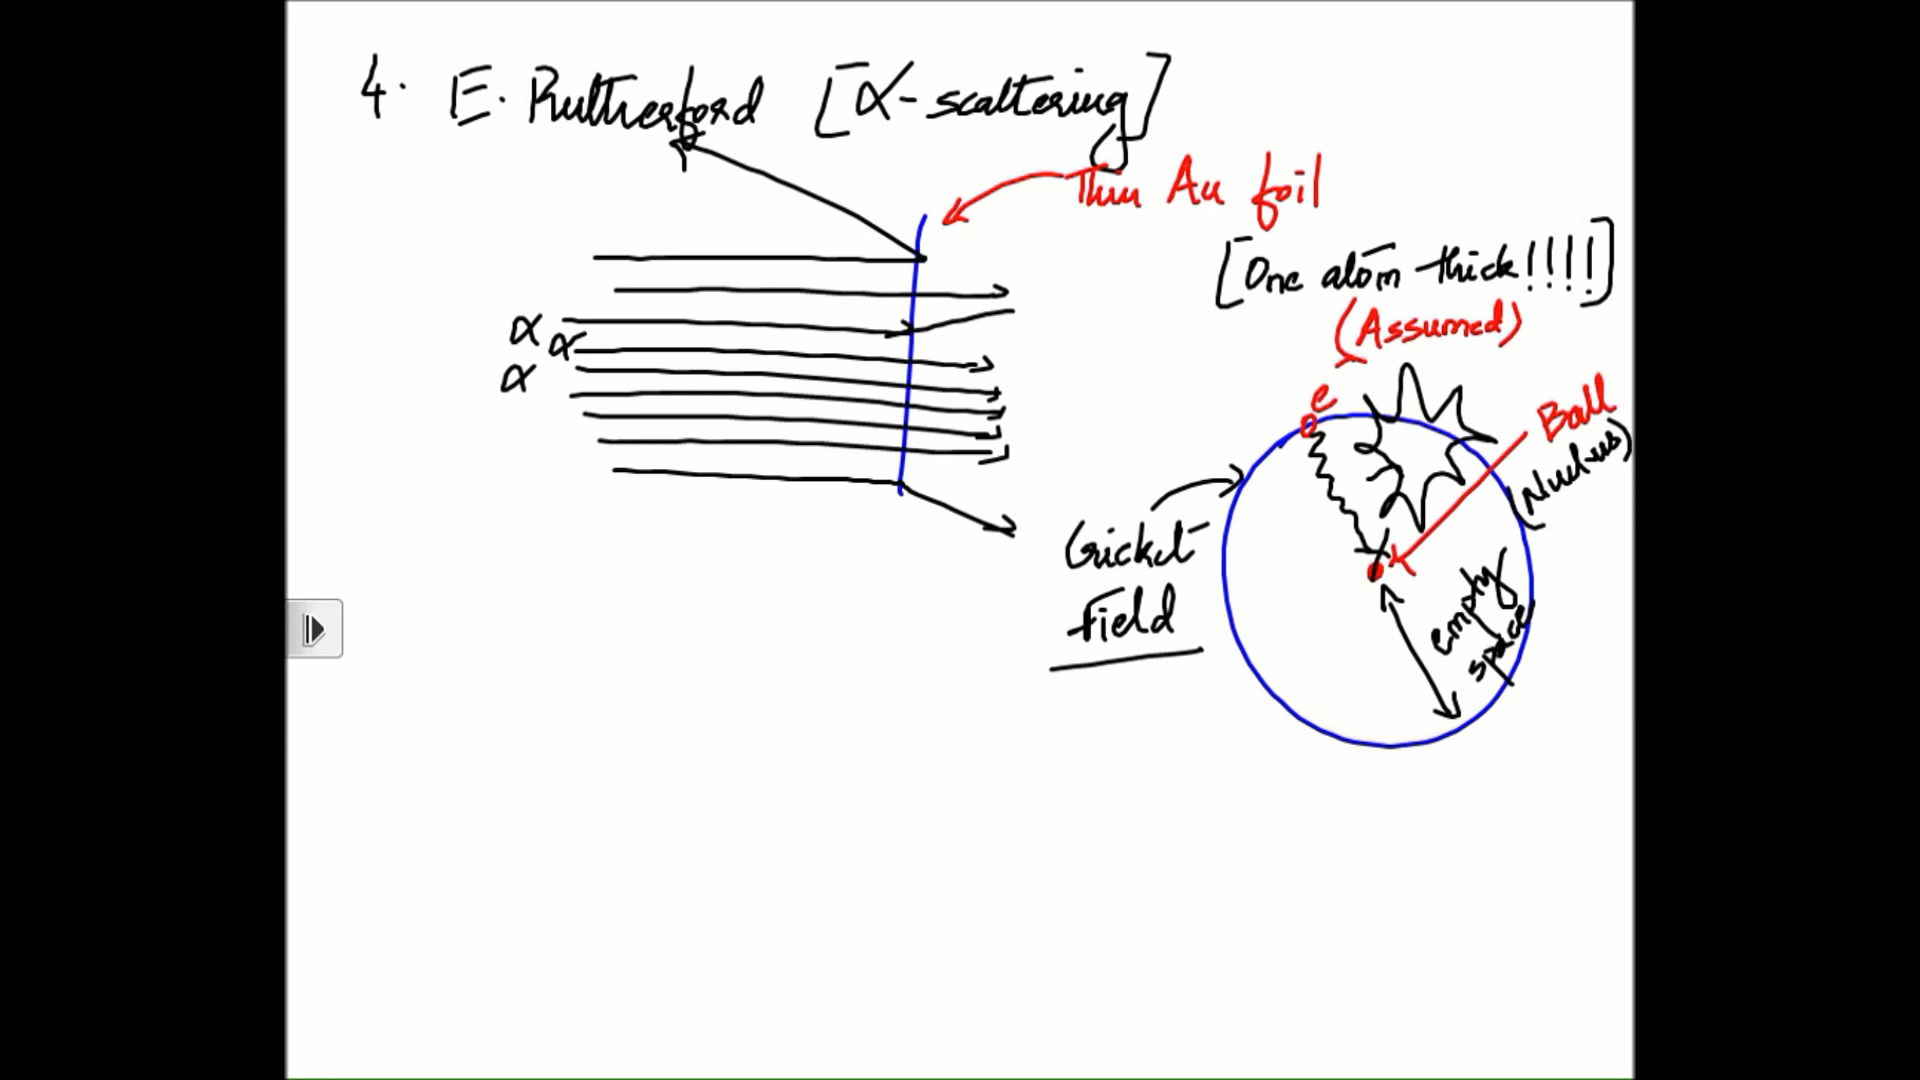 4. E. Rutherford [α-scattering]
Thin Au foil
[One atom thick!!!!]
(Assumed)
α
α
α
e
Ball
(Nucleus)
Cricket
field
empty
space